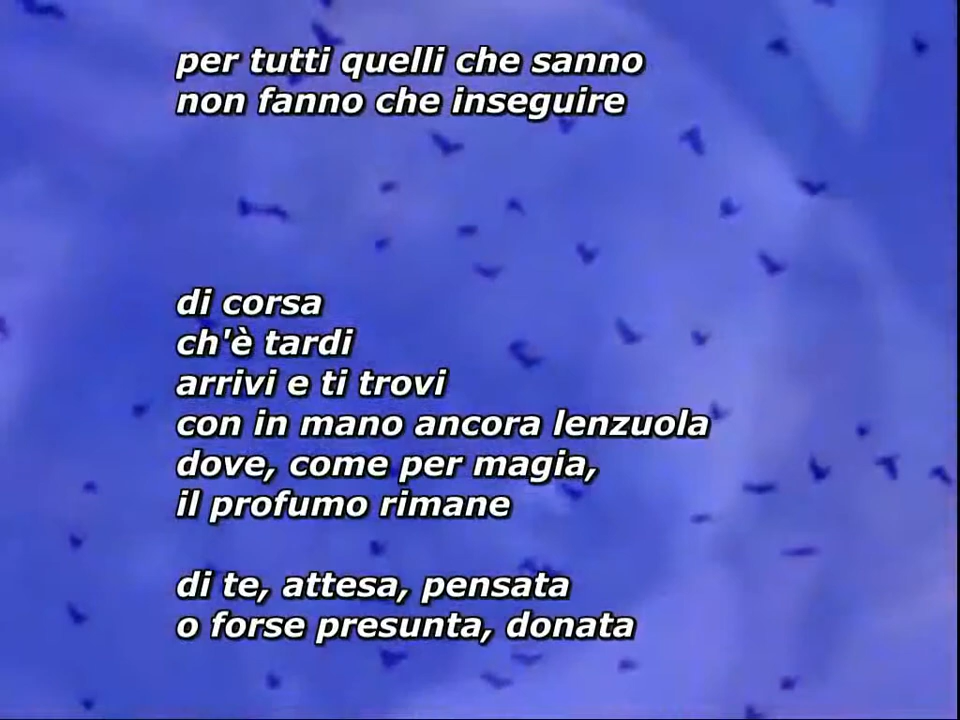 per tutti quelli che sanno
non fanno che inseguire
di corsa
ch'è tardi
arrivi e ti trovi
con in mano ancora lenzuola
dove, come per magia,
il profumo rimane
di te, attesa, pensata
o forse presunta, donata